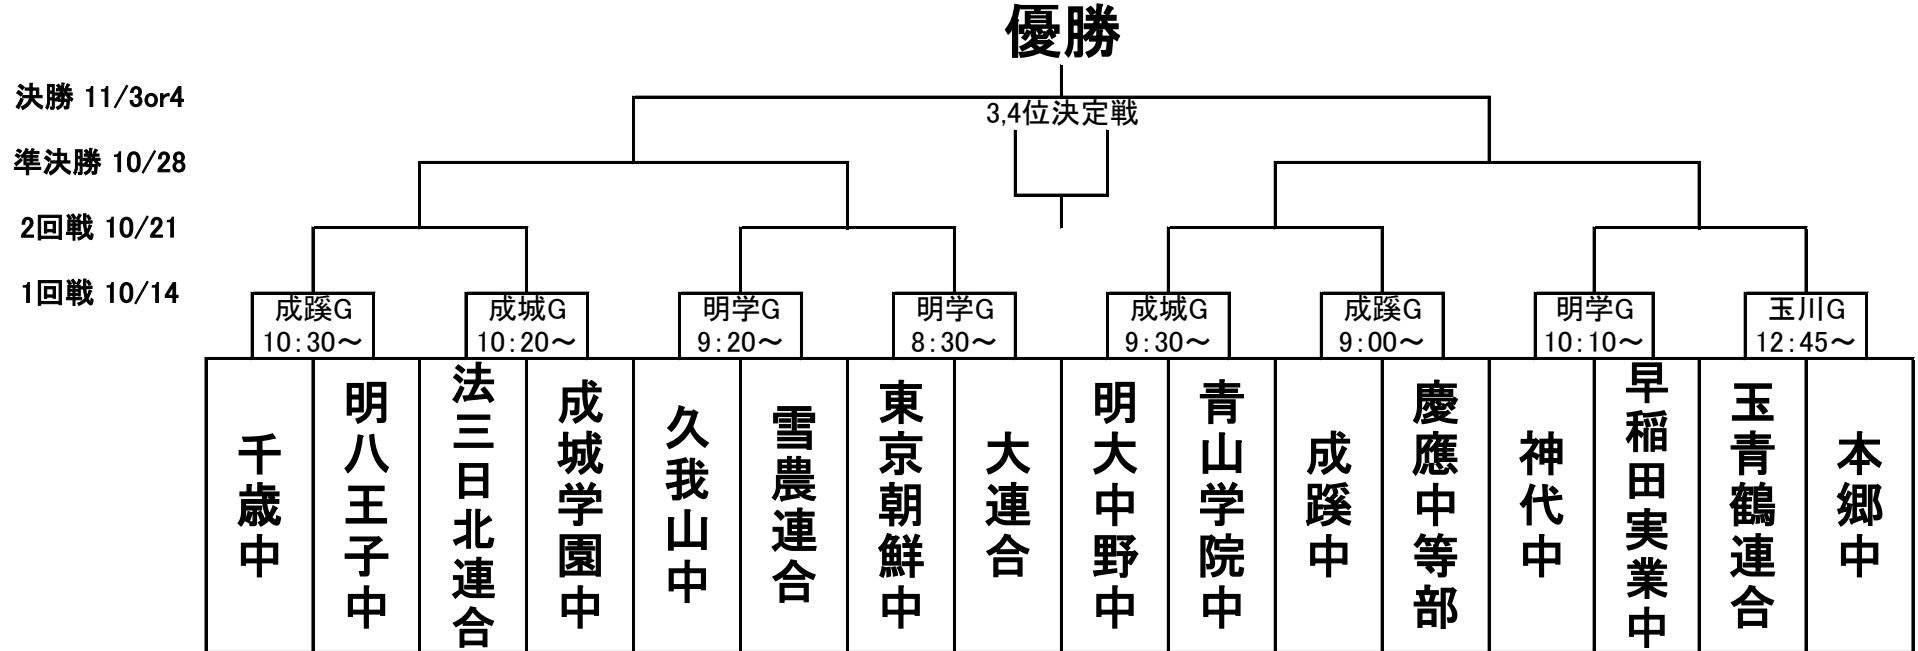 優勝
決勝 11/3or4
3,4位決定戦
準決勝 10/28
2回戦 10/21
1回戦 10/14
成蹊G
10:30～
成城G
10:20～
明学G
9:20～
明学G
8:30～
成城G
9:30～
成蹊G
9:00～
明学G
10:10～
玉川G
12:45～
千歳中
明八王子中
法三日北連合
成城学園中
久我山中
雪農連合
東京朝鮮中
大連合
明大中野中
青山学院中
成蹊中
慶應中等部
神代中
早稲田実業中
玉青鶴連合
本郷中